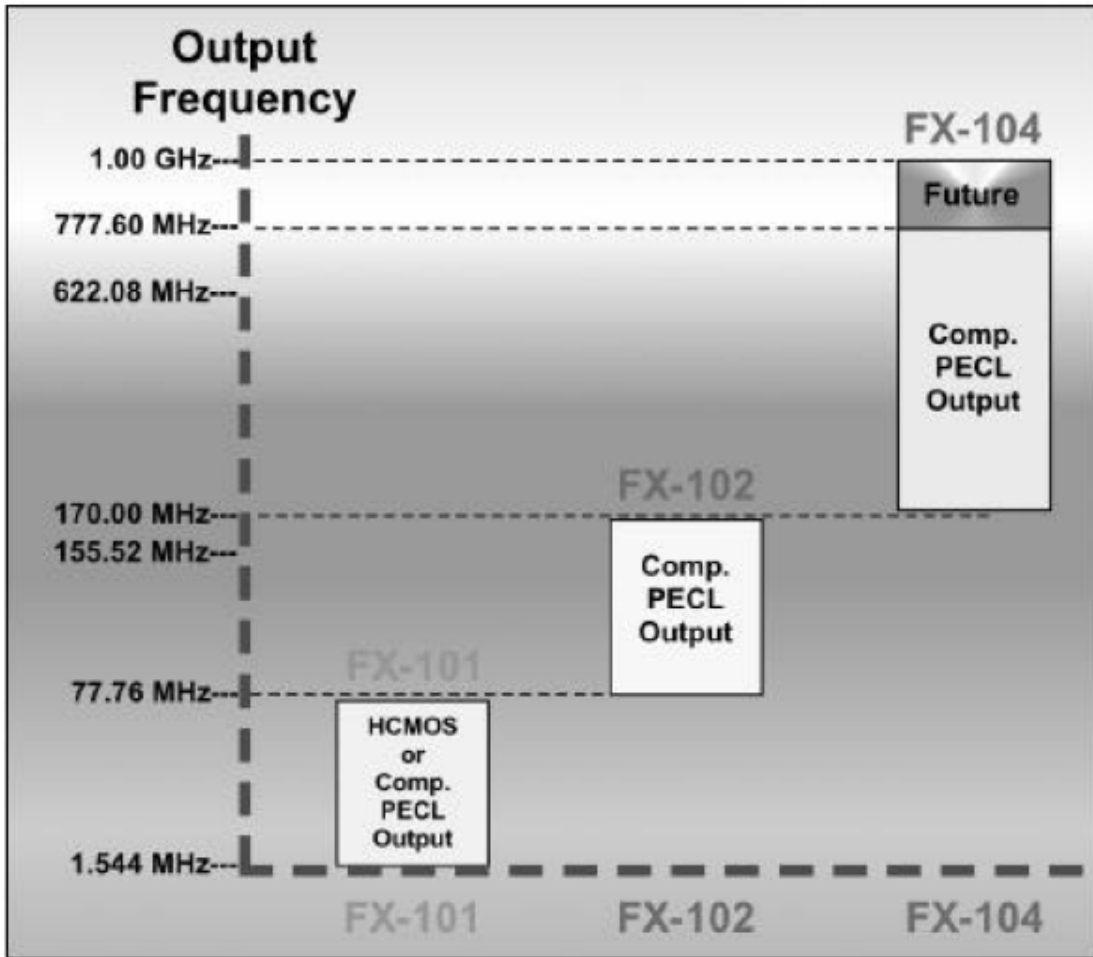 Output
Frequency
FX-104
1.00 GHz---
Future
777.60 MHz---
622.08 MHz---
Comp.
PECL
Output
FX-102
170.00 MHz---
155.52 MHz---
Comp.
PECL
Output
FX-101
77.76 MHz---
HCMOS
or
Comp.
PECL
Output
1.544 MHz---
FX-101
FX-102
FX-104